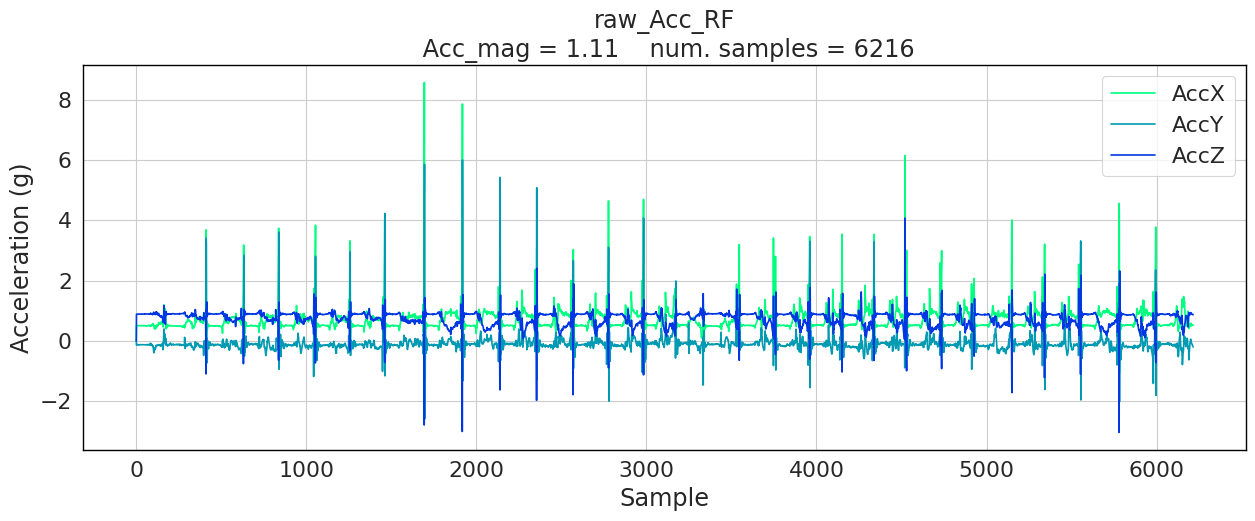 raw_Acc_RF
Acc_mag = 1.11    num. samples = 6216
AccX
AccY
AccZ
Acceleration (g)
8
6
4
2
0
−2
0 1000 2000 3000 4000 5000 6000
Sample